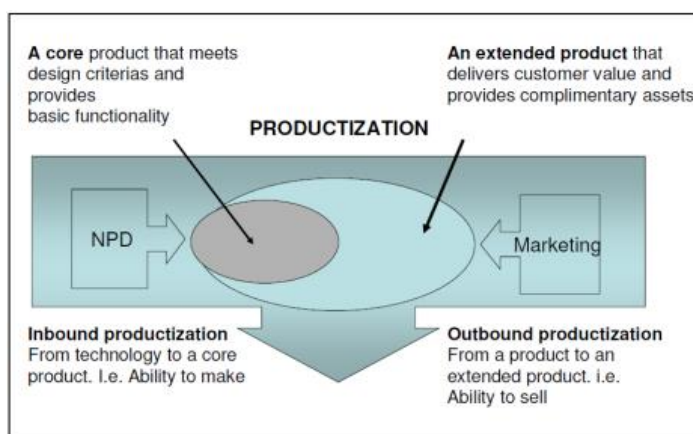 A core product that meets
design criterias and
provides
basic functionality
An extended product that
delivers customer value and
provides complimentary assets
PRODUCTIZATION
NPD
Marketing
Inbound productization
From technology to a core
product. I.e. Ability to make
Outbound productization
From a product to an
extended product. i.e.
Ability to sell